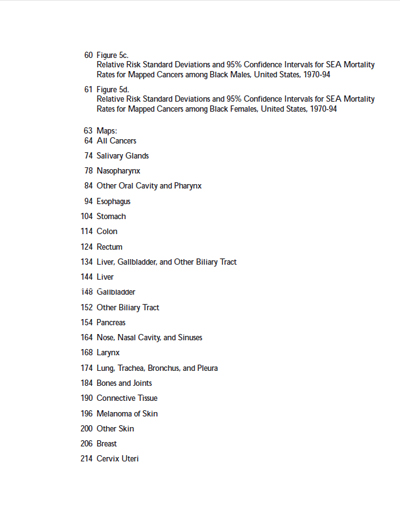 60 Figure 5c.
Relative Risk Standard Deviations and 95% Confidence Intervals for SEA Mortality
Rates for Mapped Cancers among Black Males, United States, 1970-94
61 Figure 5d.
Relative Risk Standard Deviations and 95% Confidence Intervals for SEA Mortality
Rates for Mapped Cancers among Black Females, United States, 1970-94
63 Maps:
64 All Cancers
74 Salivary Glands
78 Nasopharynx
84 Other Oral Cavity and Pharynx
94 Esophagus
104 Stomach
114 Colon
124 Rectum
134 Liver, Gallbladder, and Other Biliary Tract
144 Liver
148 Gallbladder
152 Other Biliary Tract
154 Pancreas
164 Nose, Nasal Cavity, and Sinuses
168 Larynx
174 Lung, Trachea, Bronchus, and Pleura
184 Bones and Joints
190 Connective Tissue
196 Melanoma of Skin
200 Other Skin
206 Breast
214 Cervix Uteri